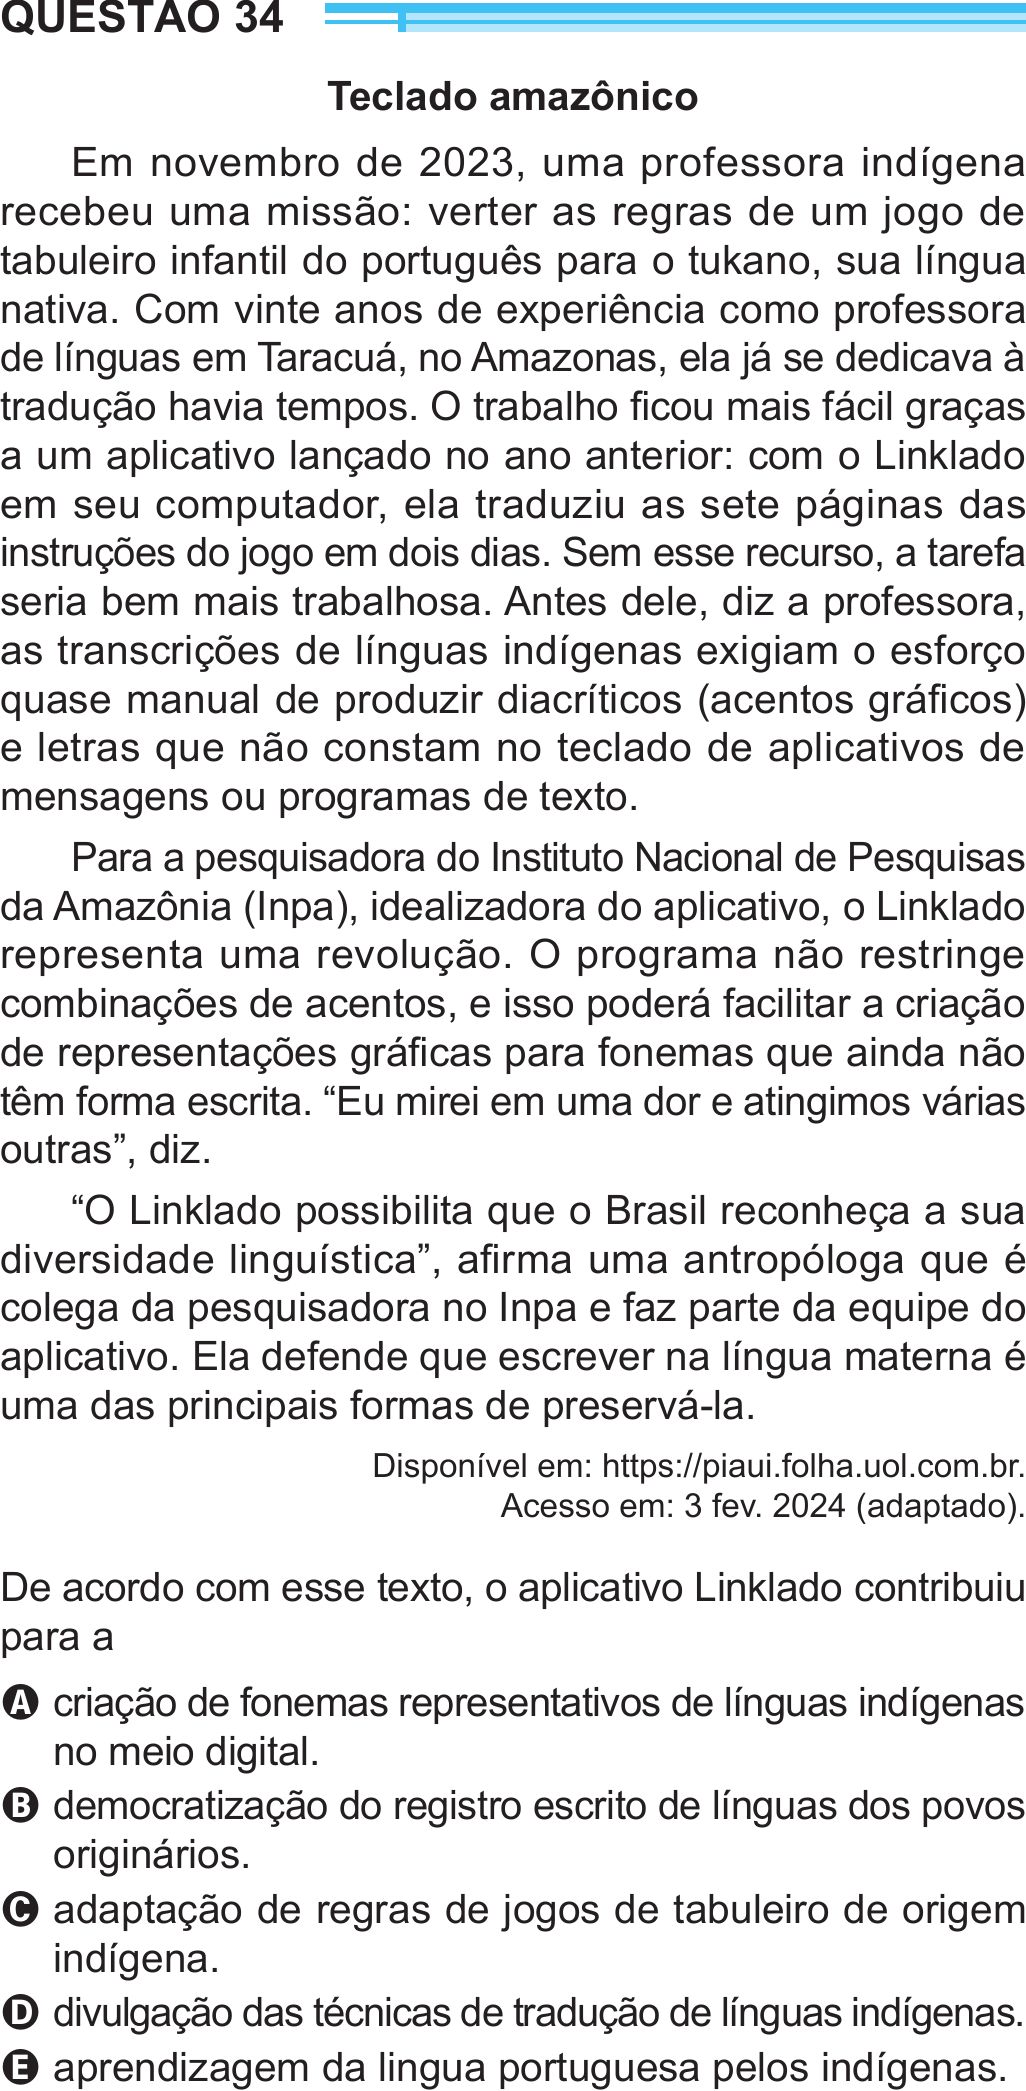 QUESTÃO 34
Teclado amazônico
Em novembro de 2023, uma professora indígena
recebeu uma missão: verter as regras de um jogo de
tabuleiro infantil do português para o tukano, sua língua
nativa. Com vinte anos de experiência como professora
de línguas em Taracuá, no Amazonas, ela já se dedicava à
tradução havia tempos. O trabalho ficou mais fácil graças
a um aplicativo lançado no ano anterior: com o Linklado
em seu computador, ela traduziu as sete páginas das
instruções do jogo em dois dias. Sem esse recurso, a tarefa
seria bem mais trabalhosa. Antes dele, diz a professora,
as transcrições de línguas indígenas exigiam o esforço
quase manual de produzir diacríticos (acentos gráficos)
e letras que não constam no teclado de aplicativos de
mensagens ou programas de texto.
Para a pesquisadora do Instituto Nacional de Pesquisas
da Amazônia (Inpa), idealizadora do aplicativo, o Linklado
representa uma revolução. O programa não restringe
combinações de acentos, e isso poderá facilitar a criação
de representações gráficas para fonemas que ainda não
têm forma escrita. “Eu mirei em uma dor e atingimos várias
outras”, diz.
“O Linklado possibilita que o Brasil reconheça a sua
diversidade linguística”, afirma uma antropóloga que é
colega da pesquisadora no Inpa e faz parte da equipe do
aplicativo. Ela defende que escrever na língua materna é
uma das principais formas de preservá-la.
Disponível em: https://piaui.folha.uol.com.br.
Acesso em: 3 fev. 2024 (adaptado).
De acordo com esse texto, o aplicativo Linklado contribuiu
para a
A criação de fonemas representativos de línguas indígenas
no meio digital.
B democratização do registro escrito de línguas dos povos
originários.
C adaptação de regras de jogos de tabuleiro de origem
indígena.
D divulgação das técnicas de tradução de línguas indígenas.
E aprendizagem da lingua portuguesa pelos indígenas.